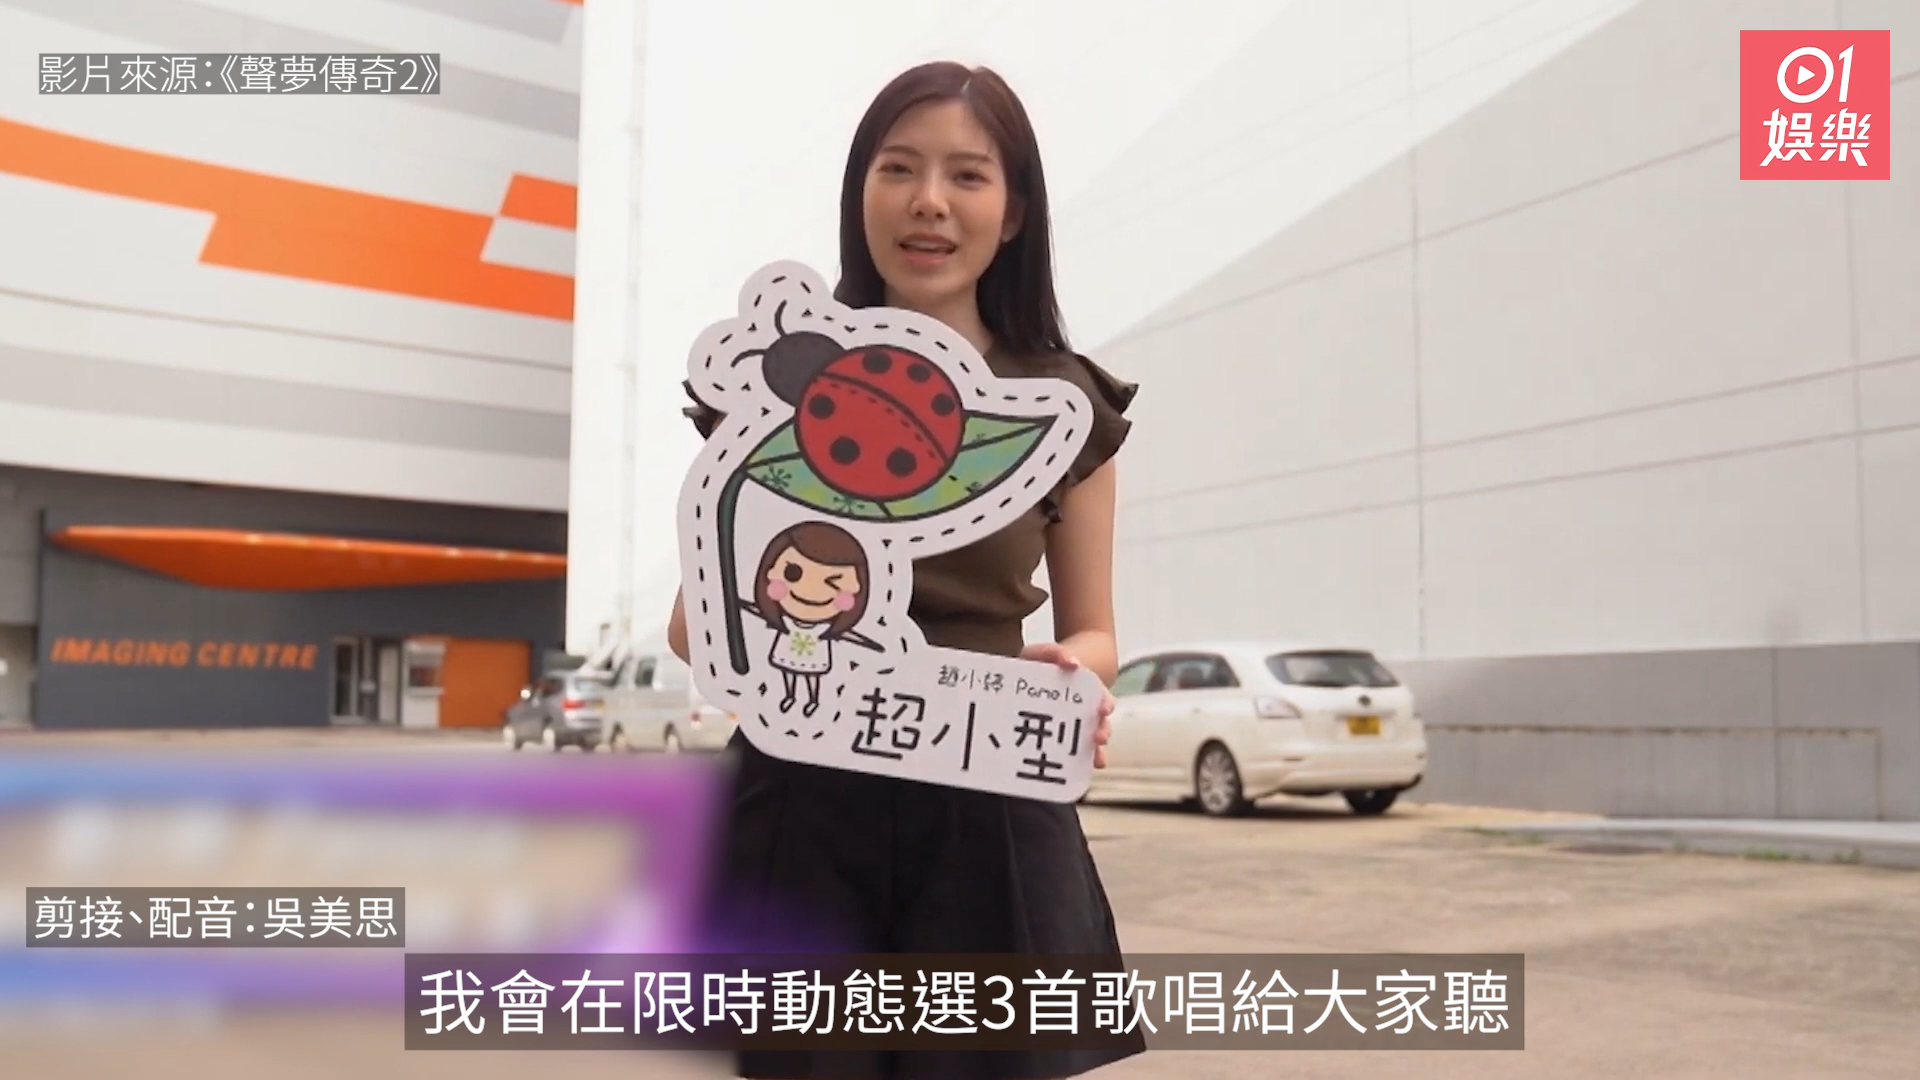 影片來源：《聲夢傳奇2》
01
娛樂
IMAGING CENTRE
趙小婷 Pamela
超小型
剪接、配音：吳美思
我會在限時動態選3首歌唱給大家聽